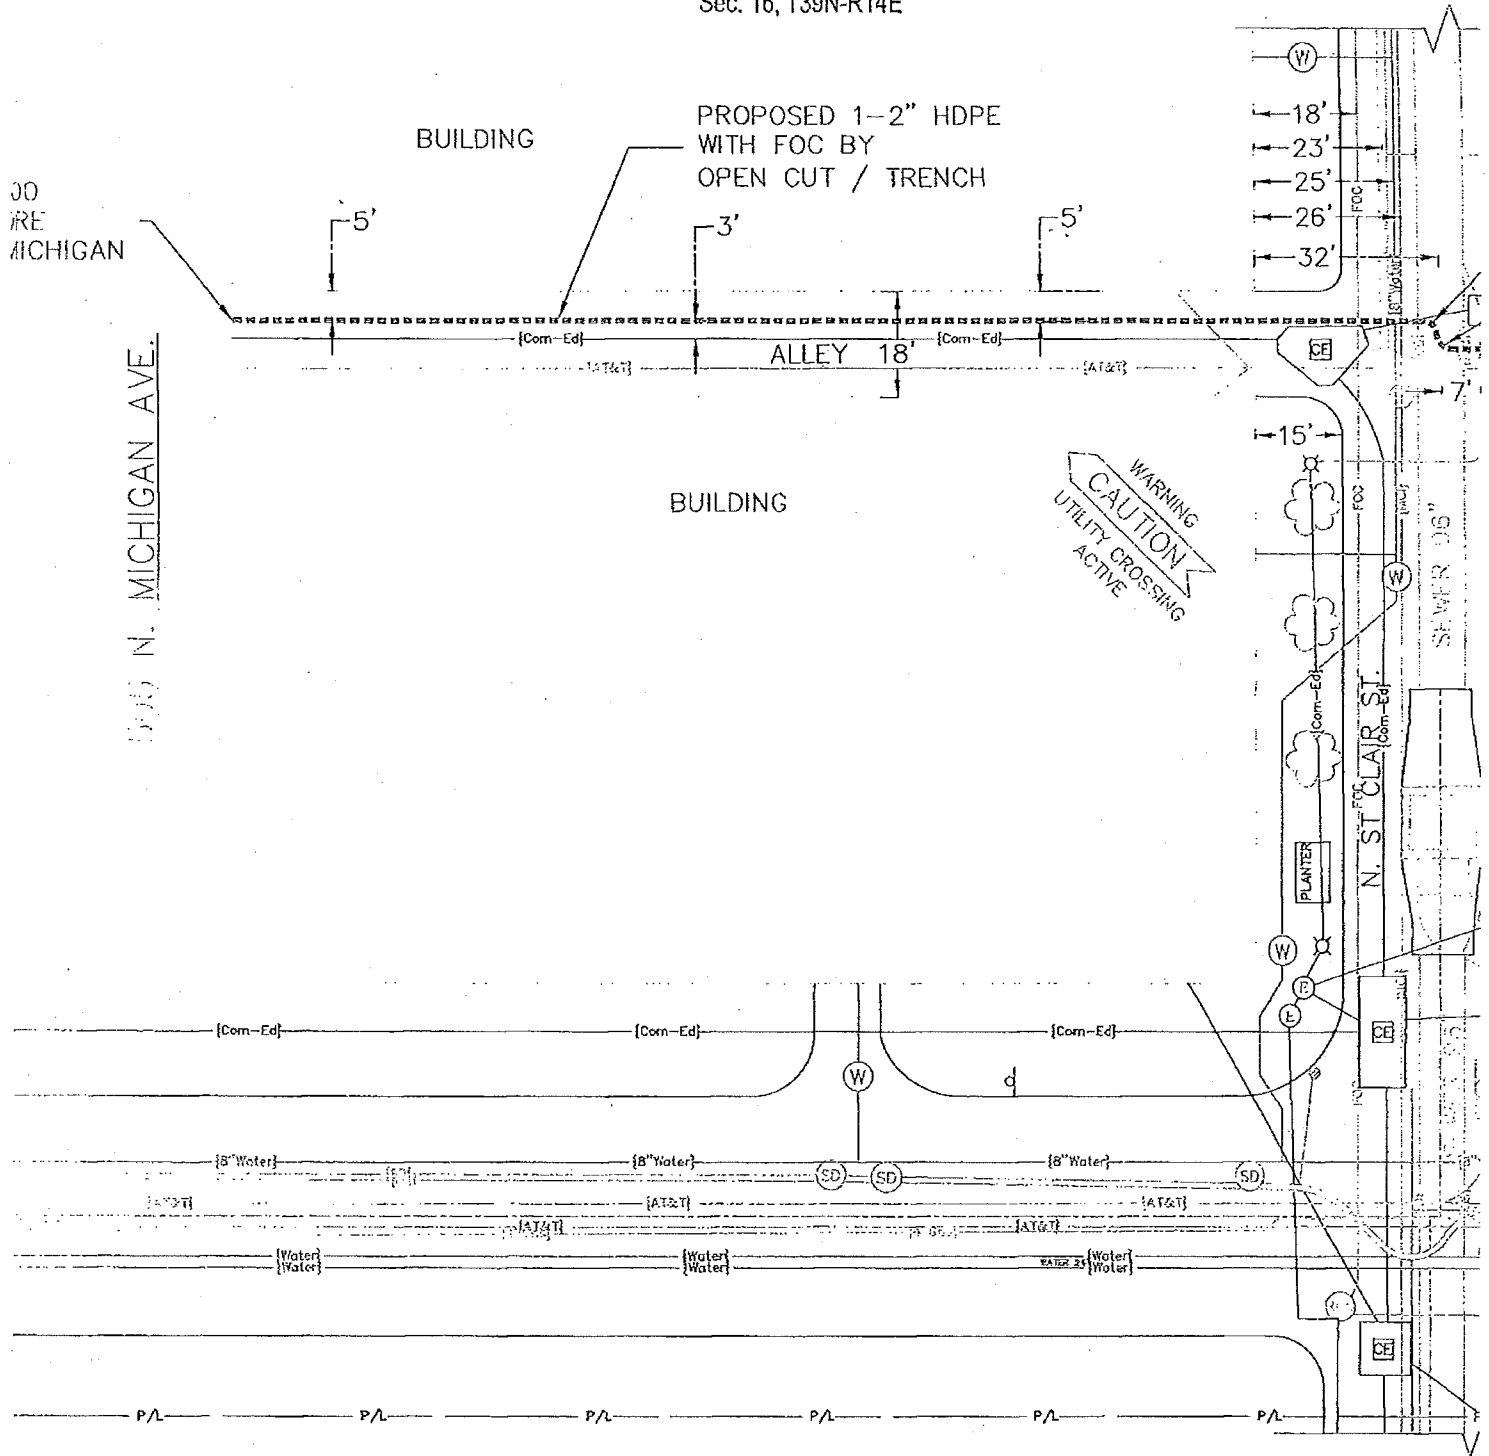 Sec. 16, T39N-R14E
W
BUILDING
PROPOSED 1-2" HDPE
WITH FOC BY
OPEN CUT / TRENCH
18'
23'
25'
26'
32'
FOC
8"Water
MICHIGAN
5'
3'
5'
{Com-Ed}
{Com-Ed}
ALLEY 18'
{AT&T}
{AT&T}
CE
7'
15'
N. MICHIGAN AVE.
BUILDING
WARNING
CAUTION
UTILITY CROSSING
ACTIVE
FOC
W
SEWER
{Com-Ed}
{Com-Ed}
N. ST CLAIR ST.
FOC
PLANTER
W
E
E
{Com-Ed}
{Com-Ed}
{Com-Ed}
CE
W
{8"Water}
{8"Water}
{8"Water}
SD
SD
SD
{AT&T}
{AT&T}
{AT&T}
{AT&T}
{AT&T}
{Water}
{Water}
{Water}
{Water}
{Water}
{Water}
CE
P/L
P/L
P/L
P/L
P/L
P/L